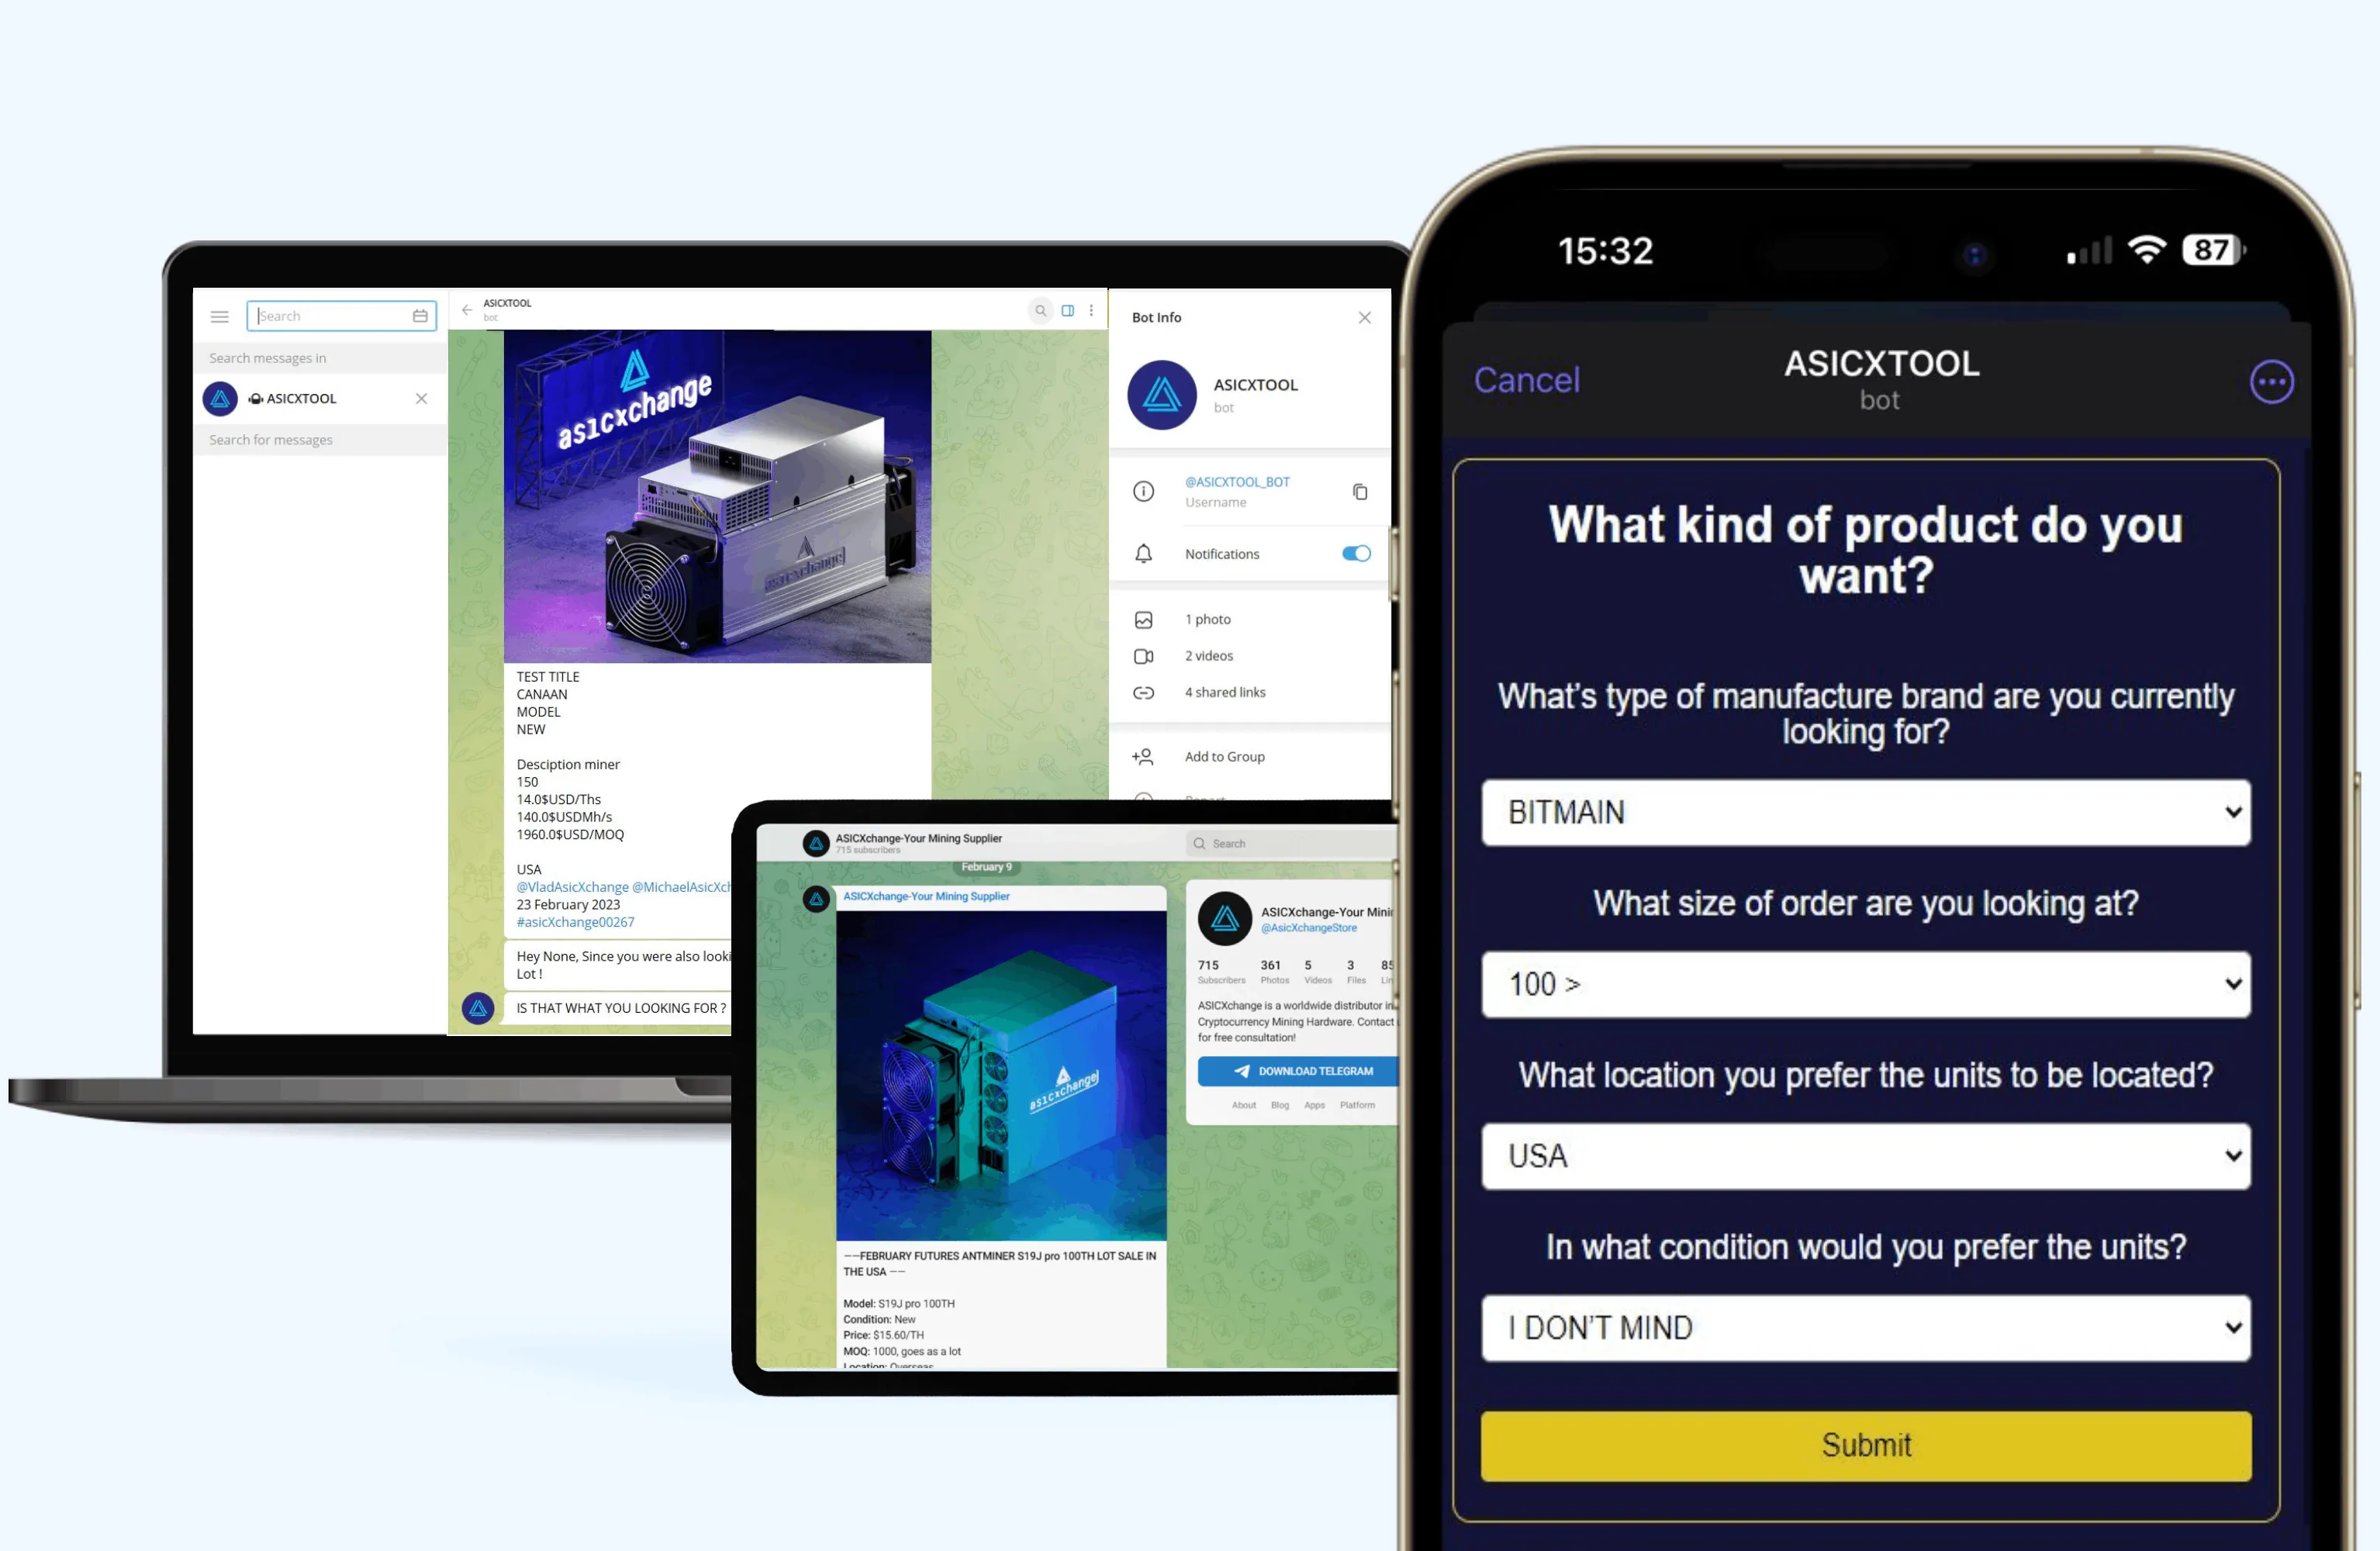 Search
Search messages in
ASICXTOOL
Search for messages
ASICXTOOL
bot
asicxchange
asicxchange
TEST TITLE
CANAAN
MODEL
NEW
Desciption miner
150
14.0$USD/Ths
140.0$USDMh/s
1960.0$USD/MOQ
USA
@VladAsicXchange @MichaelAsicXch
23 February 2023
#asicXchange00267
Hey None, Since you were also looki
Lot !
IS THAT WHAT YOU LOOKING FOR ?
Bot Info
ASICXTOOL
bot
@ASICXTOOL_BOT
Username
Notifications
1 photo
2 videos
4 shared links
Add to Group
ASICXchange-Your Mining Supplier
715 subscribers
Search
February 9
ASICXchange-Your Mining Supplier
asicxchange
——FEBRUARY FUTURES ANTMINER S19J pro 100TH LOT SALE IN
THE USA ——
Model: S19J pro 100TH
Condition: New
Price: $15.60/TH
MOQ: 1000, goes as a lot
Location: Overseas
ASICXchange-Your Minin
@AsicXchangeStore
715 361 5 3 85
Subscribers Photos Videos Files Lin
ASICXchange is a worldwide distributor in
Cryptocurrency Mining Hardware. Contact
for free consultation!
DOWNLOAD TELEGRAM
About Blog Apps Platform
15:32
87
Cancel
ASICXTOOL
bot
What kind of product do you
want?
What's type of manufacture brand are you currently
looking for?
BITMAIN
What size of order are you looking at?
100 >
What location you prefer the units to be located?
USA
In what condition would you prefer the units?
I DON'T MIND
Submit